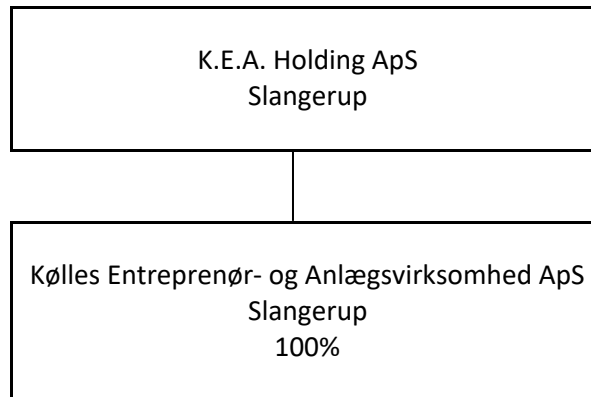 K.E.A. Holding ApS
Slangerup
Kølles Entreprenør- og Anlægsvirksomhed ApS
Slangerup
100%